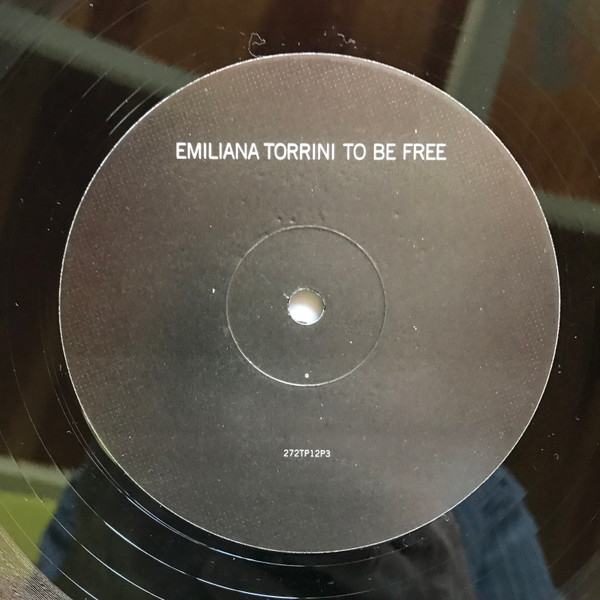 EMILIANA TORRINI TO BE FREE
272TP12P3